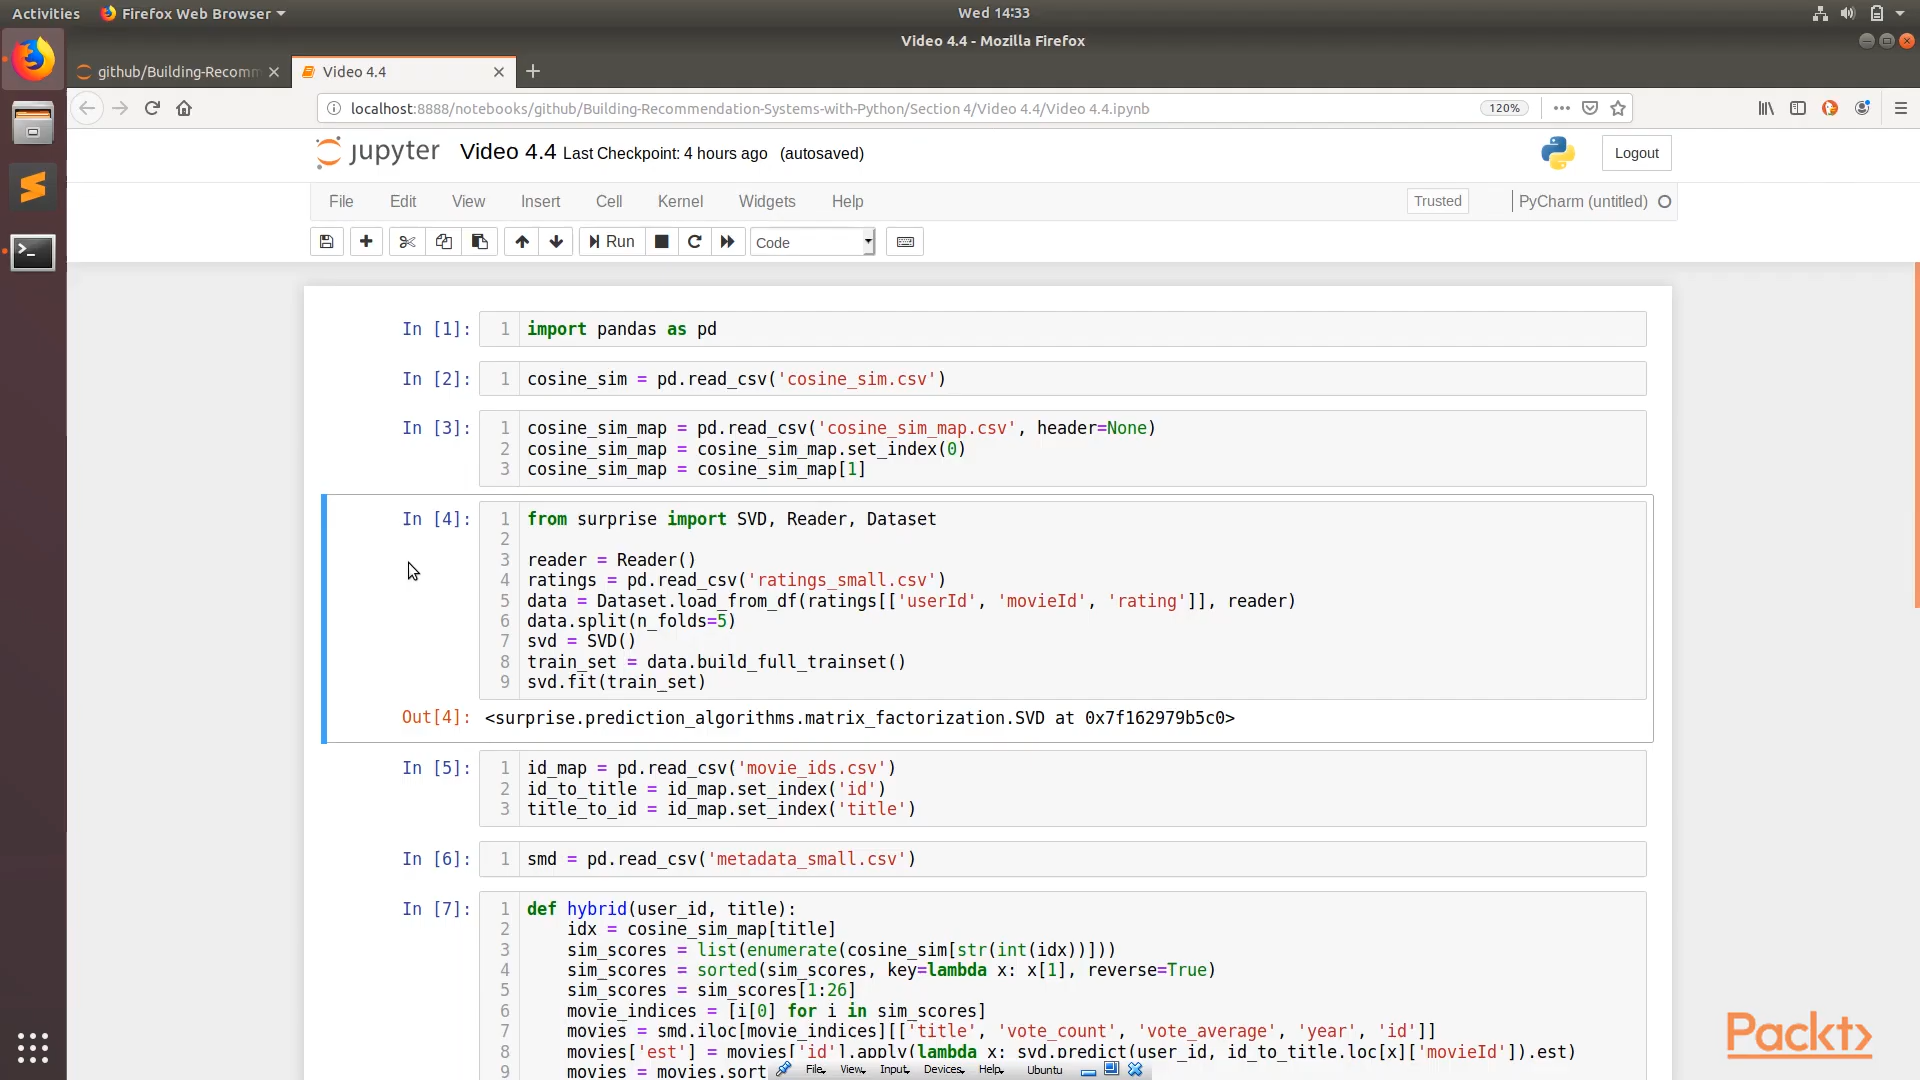 Activities Firefox Web Browser Wed 14:33
Video 4.4 - Mozilla Firefox
github/Building-Recomm Video 4.4
localhost:8888/notebooks/github/Building-Recommendation-Systems-with-Python/Section 4/Video 4.4/Video 4.4.ipynb 120%
jupyter Video 4.4 Last Checkpoint: 4 hours ago (autosaved) Logout
File Edit View Insert Cell Kernel Widgets Help Trusted PyCharm (untitled)
Run Code
In [1]: 1 import pandas as pd
In [2]: 1 cosine_sim = pd.read_csv('cosine_sim.csv')
In [3]: 1 cosine_sim_map = pd.read_csv('cosine_sim_map.csv', header=None)
2 cosine_sim_map = cosine_sim_map.set_index(0)
3 cosine_sim_map = cosine_sim_map[1]
In [4]: 1 from surprise import SVD, Reader, Dataset
2
3 reader = Reader()
4 ratings = pd.read_csv('ratings_small.csv')
5 data = Dataset.load_from_df(ratings[['userId', 'movieId', 'rating']], reader)
6 data.split(n_folds=5)
7 svd = SVD()
8 train_set = data.build_full_trainset()
9 svd.fit(train_set)
Out[4]: <surprise.prediction_algorithms.matrix_factorization.SVD at 0x7f162979b5c0>
In [5]: 1 id_map = pd.read_csv('movie_ids.csv')
2 id_to_title = id_map.set_index('id')
3 title_to_id = id_map.set_index('title')
In [6]: 1 smd = pd.read_csv('metadata_small.csv')
In [7]: 1 def hybrid(user_id, title):
2 idx = cosine_sim_map[title]
3 sim_scores = list(enumerate(cosine_sim[str(int(idx))]))
4 sim_scores = sorted(sim_scores, key=lambda x: x[1], reverse=True)
5 sim_scores = sim_scores[1:26]
6 movie_indices = [i[0] for i in sim_scores]
7 movies = smd.iloc[movie_indices][['title', 'vote_count', 'vote_average', 'year', 'id']]
8 movies['est'] = movies['id'].apply(lambda x: svd.predict(user_id, id_to_title.loc[x]['movieId']).est)
9 movies = movies.sort
File View Input Devices Help Ubuntu
Packt>